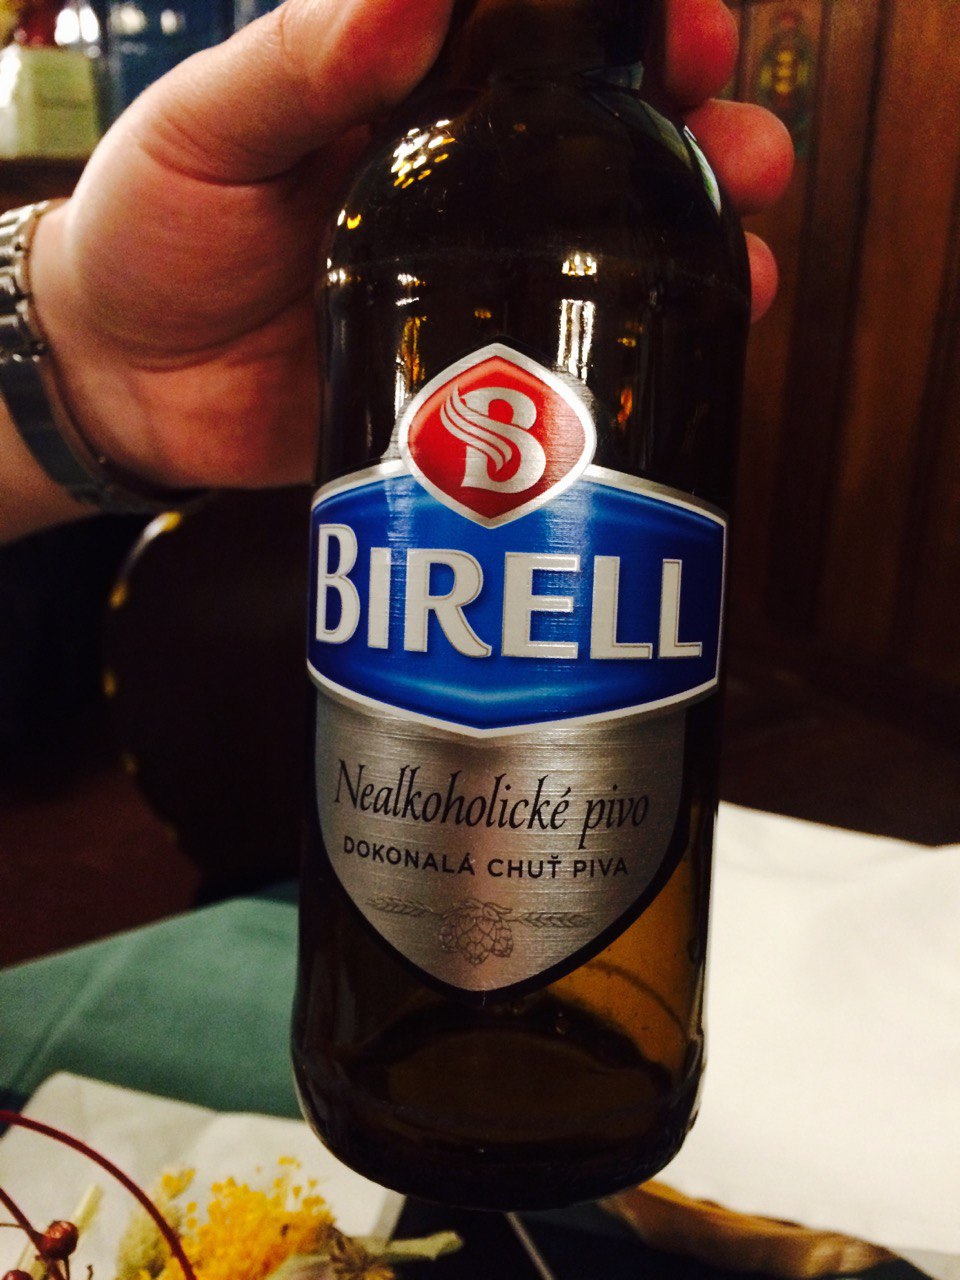 B
BIRELL
Nealkoholické pivo
DOKONALÁ CHUŤ PIVA